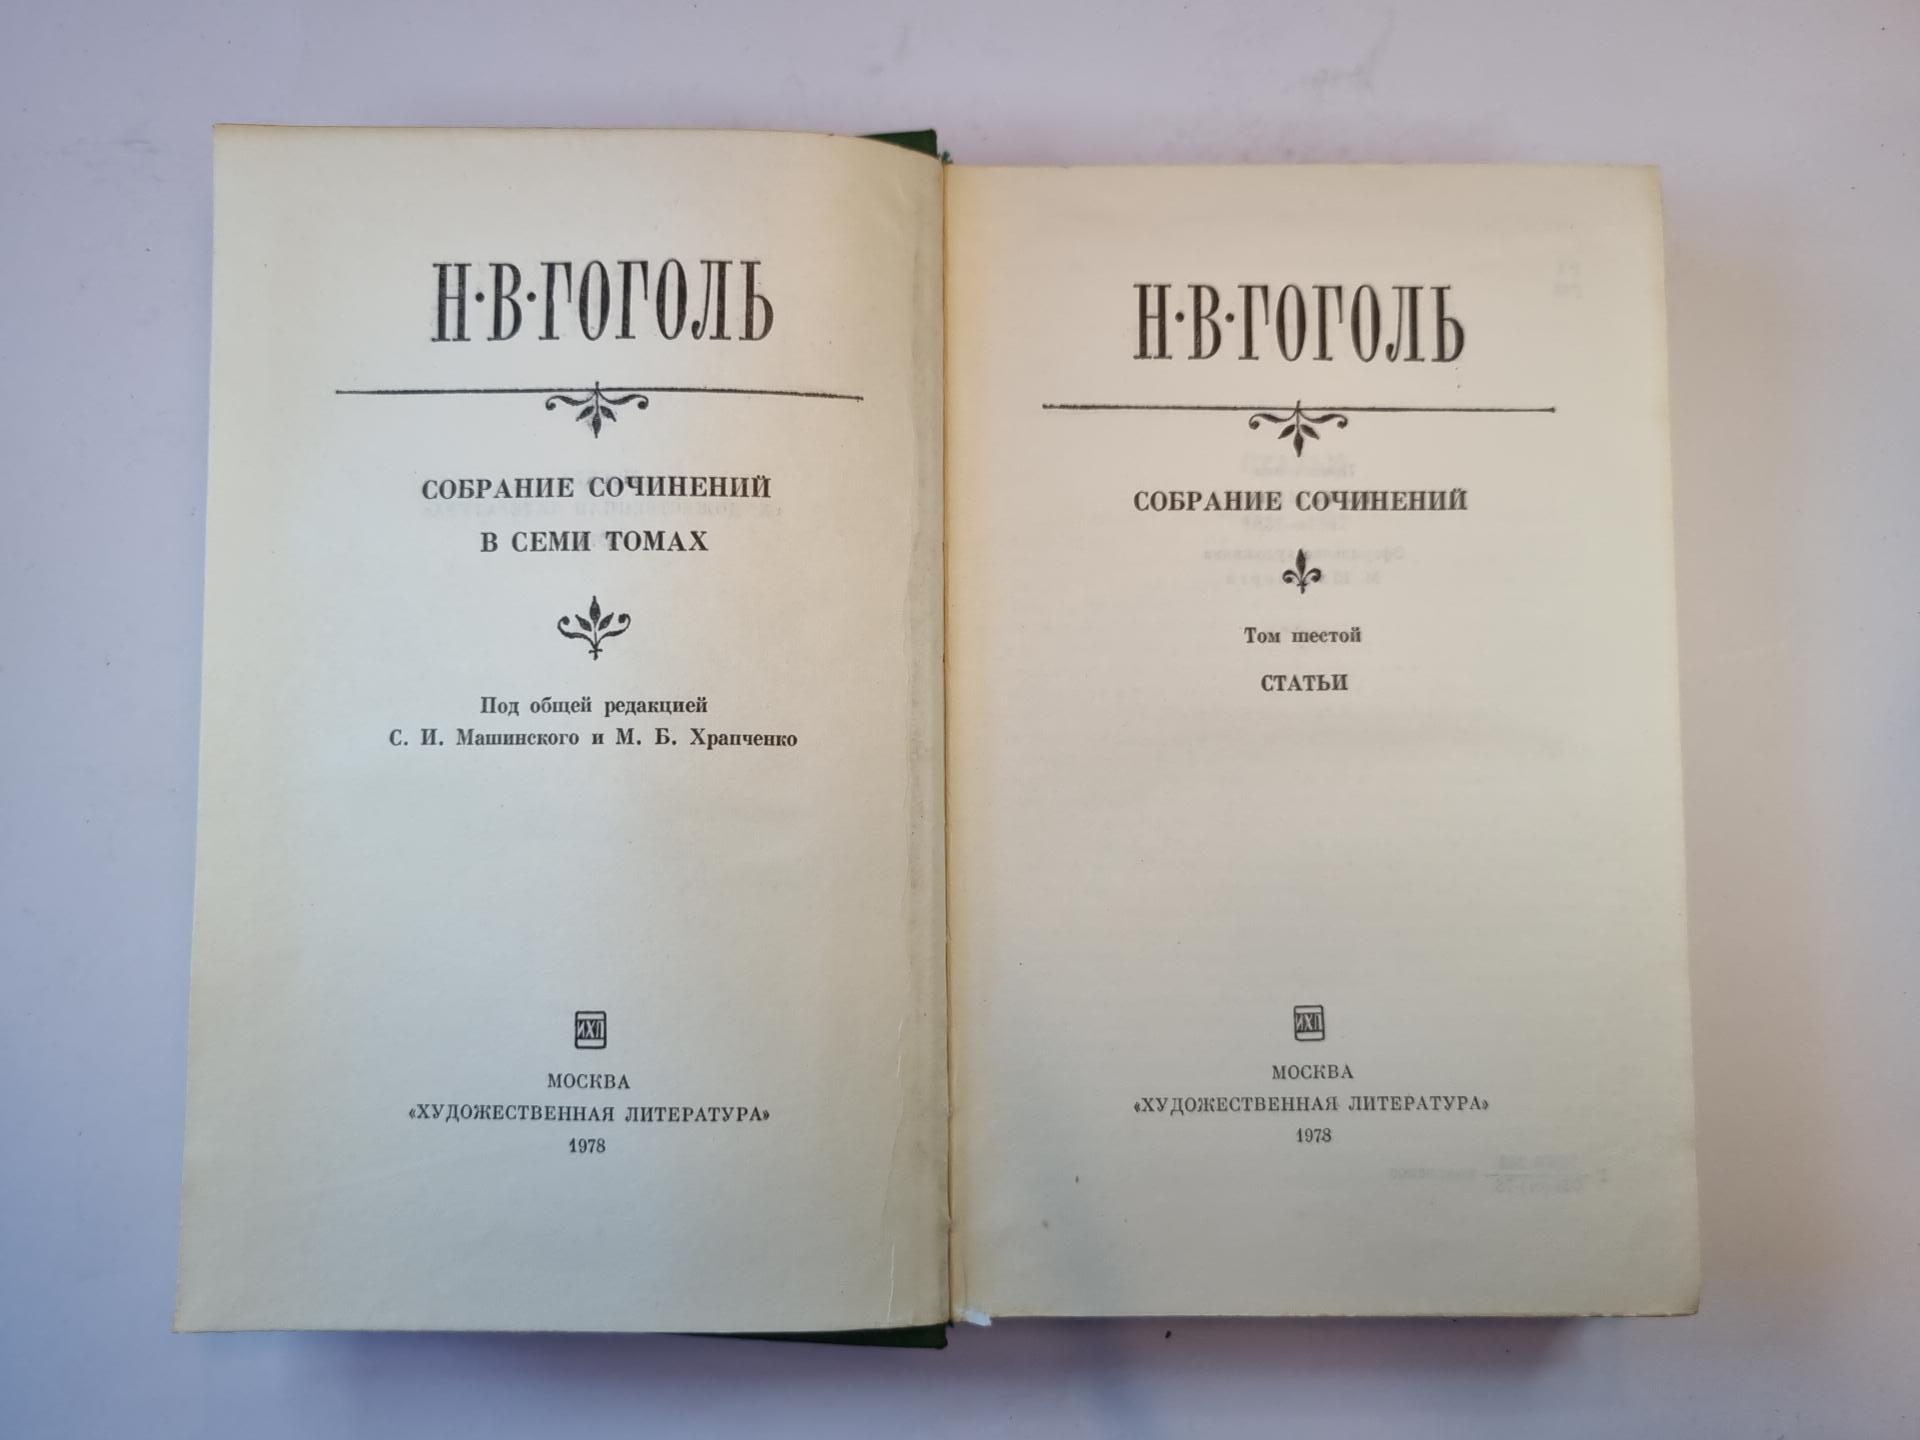 Н·В·ГОГОЛЬ
СОБРАНИЕ СОЧИНЕНИЙ
В СЕМИ ТОМАХ
Под общей редакцией
С. И. Машинского и М. Б. Храпченко
ИХЛ
МОСКВА
«ХУДОЖЕСТВЕННАЯ ЛИТЕРАТУРА»
1978
Н·В·ГОГОЛЬ
СОБРАНИЕ СОЧИНЕНИЙ
Том шестой
СТАТЬИ
ИХЛ
МОСКВА
«ХУДОЖЕСТВЕННАЯ ЛИТЕРАТУРА»
1978